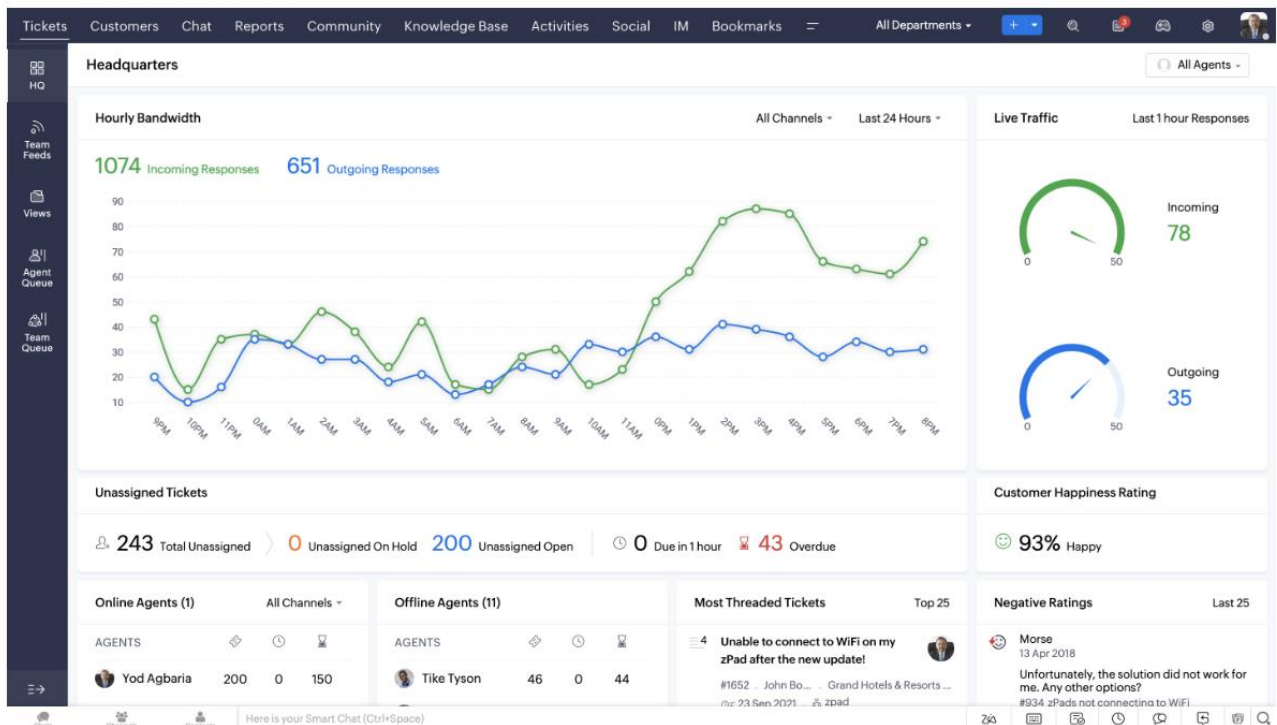 Tickets Customers Chat Reports Community Knowledge Base Activities Social IM Bookmarks All Departments 3
HQ
Team
Feeds
Views
Agent
Queue
Team
Queue
Headquarters All Agents
Hourly Bandwidth All Channels Last 24 Hours
1074 Incoming Responses 651 Outgoing Responses
90
80
70
60
50
40
30
20
10
9PM 10PM 11PM 0AM 1AM 2AM 3AM 4AM 5AM 6AM 7AM 8AM 9AM 10AM 11AM 0PM 1PM 2PM 3PM 4PM 5PM 6PM 7PM 8PM
Live Traffic Last 1 hour Responses
Incoming
78
0 50
Outgoing
35
0 50
Unassigned Tickets
243 Total Unassigned 0 Unassigned On Hold 200 Unassigned Open 0 Due in 1 hour 43 Overdue
Customer Happiness Rating
93% Happy
Online Agents (1) All Channels
AGENTS
Yod Agbaria 200 0 150
Offline Agents (11)
AGENTS
Tike Tyson 46 0 44
Most Threaded Tickets Top 25
4 Unable to connect to WiFi on my
zPad after the new update!
#1652 . John Bo... . Grand Hotels & Resorts ...
23 Sep 2021 . zpad
Negative Ratings Last 25
Morse
13 Apr 2018
Unfortunately, the solution did not work for
me. Any other options?
#934 zPads not connecting to WiFi
Here is your Smart Chat (Ctrl+Space)